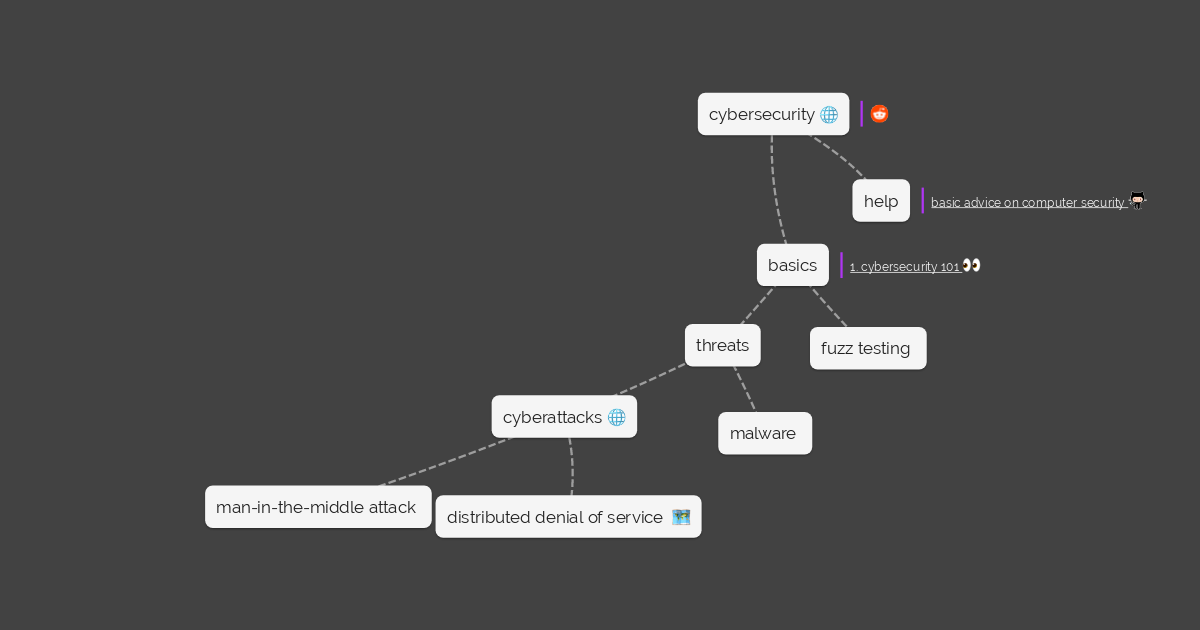 cybersecurity
help
basic advice on computer security
basics
1. cybersecurity 101
threats
fuzz testing
cyberattacks
malware
man-in-the-middle attack
distributed denial of service